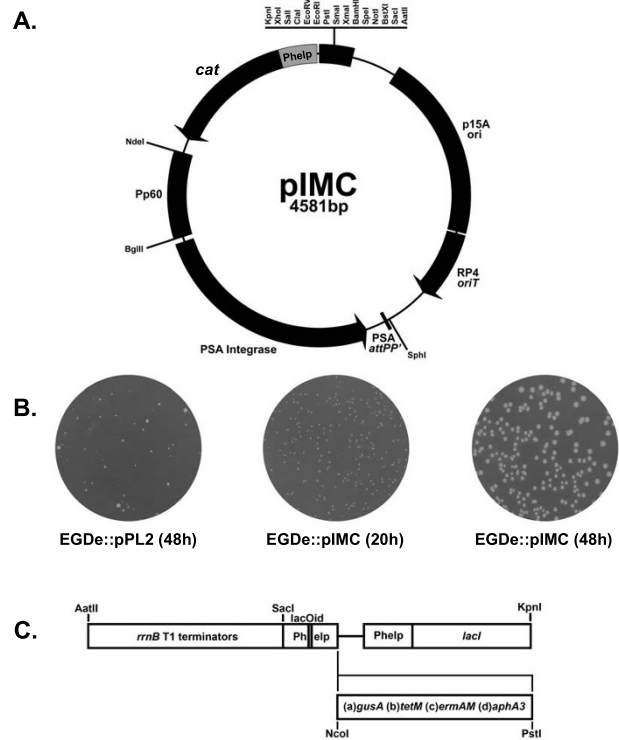 A.
KpnI
XhoI
SalI
ClaI
EcoRV
EcoRI
PstI
SmaI
XmaI
BamHI
SpeI
NotI
BstXI
SacI
AatII
cat
Phelp
p15A
ori
NdeI
pIMC
4581bp
Pp60
BglII
RP4
oriT
PSA
attPP'
SphI
PSA Integrase
B.
EGDe::pPL2 (48h) EGDe::pIMC (20h) EGDe::pIMC (48h)
C.
AatII SacI KpnI
lacOid
rrnB T1 terminators Ph elp Phelp lacI
(a)gusA (b)tetM (c)ermAM (d)aphA3
NcoI PstI